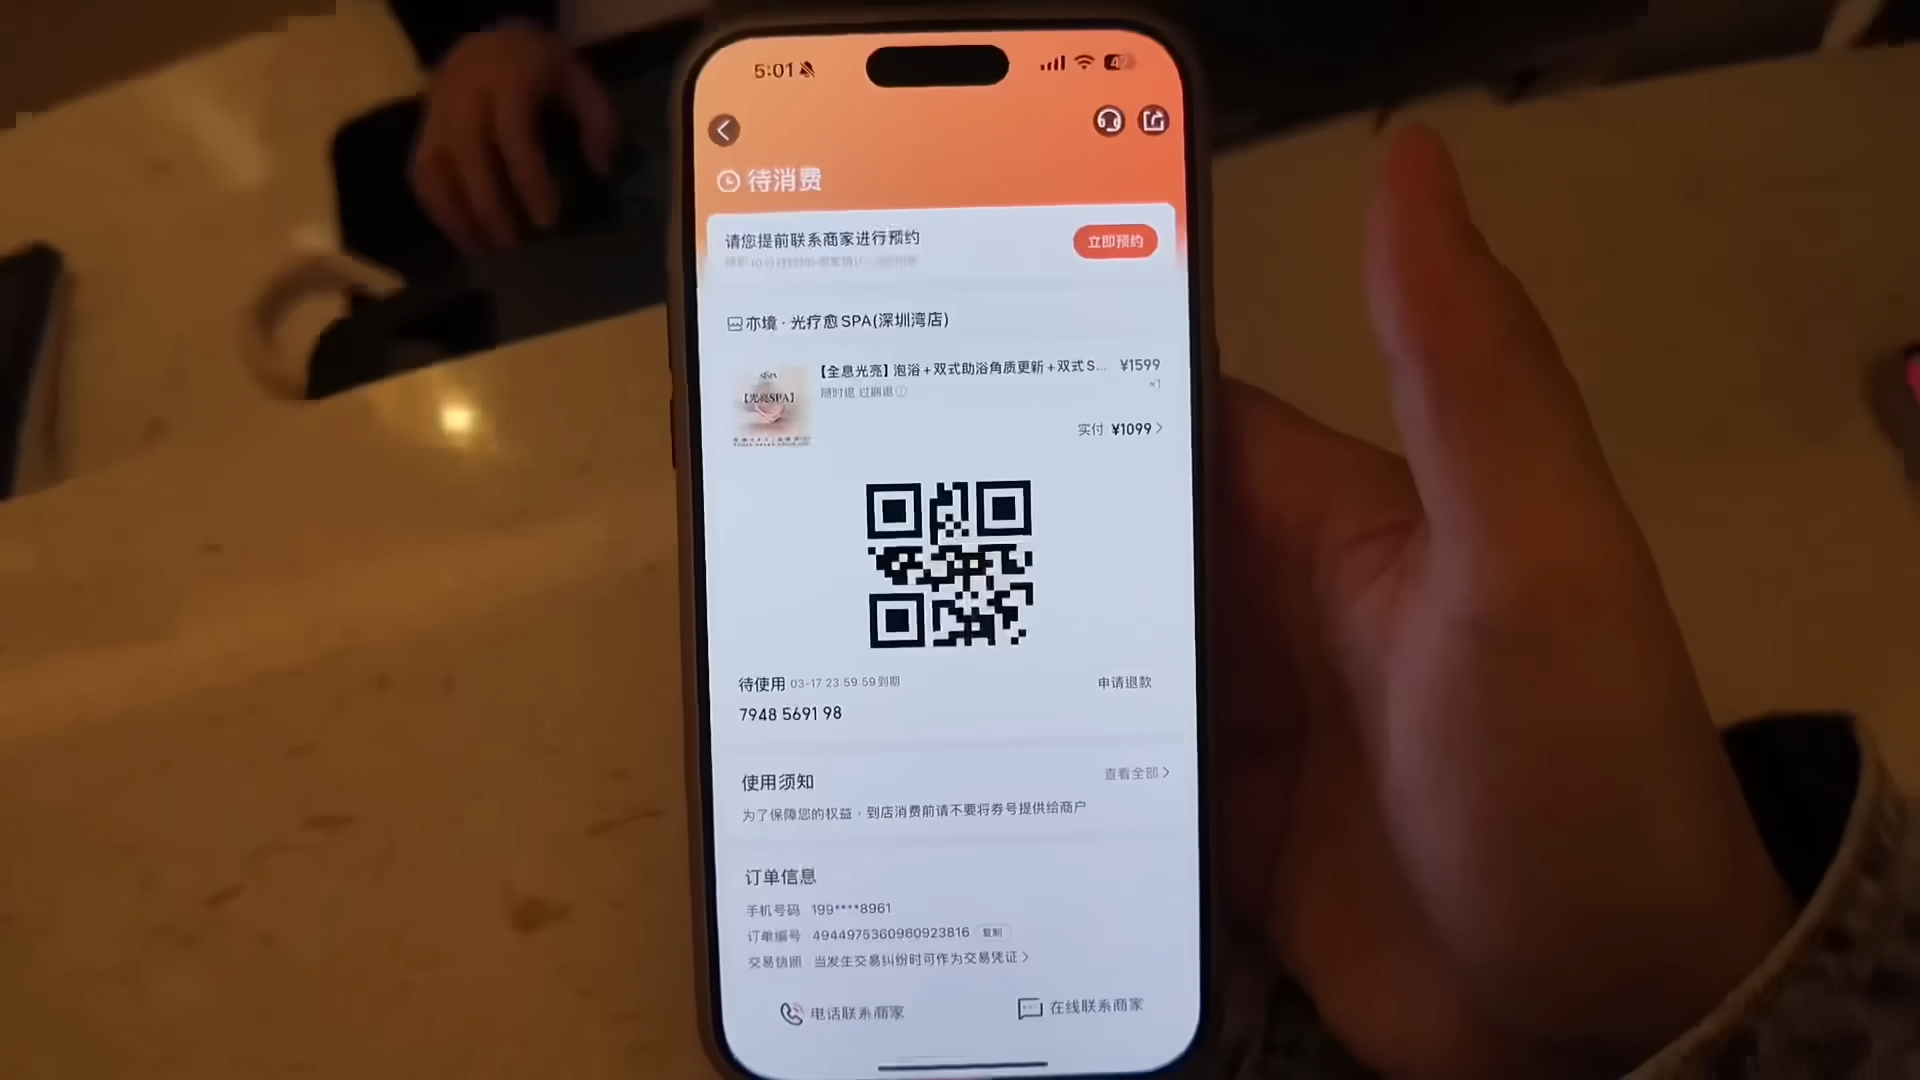 5:01
47
待消费
请您提前联系商家进行预约
立即预约
亦境·光疗愈SPA(深圳湾店)
【全息光亮】泡浴+双式助浴角质更新+双式S... ¥1599
随时退 过期退
×1
【光亮SPA】
实付 ¥1099
待使用 03-17 23:59:59到期
申请退款
7948 5691 98
使用须知
查看全部
为了保障您的权益，到店消费前请不要将券号提供给商户
订单信息
手机号码 199****8961
订单编号 4944975360980923816 复制
交易快照 当发生交易纠纷时可作为交易凭证
电话联系商家
在线联系商家